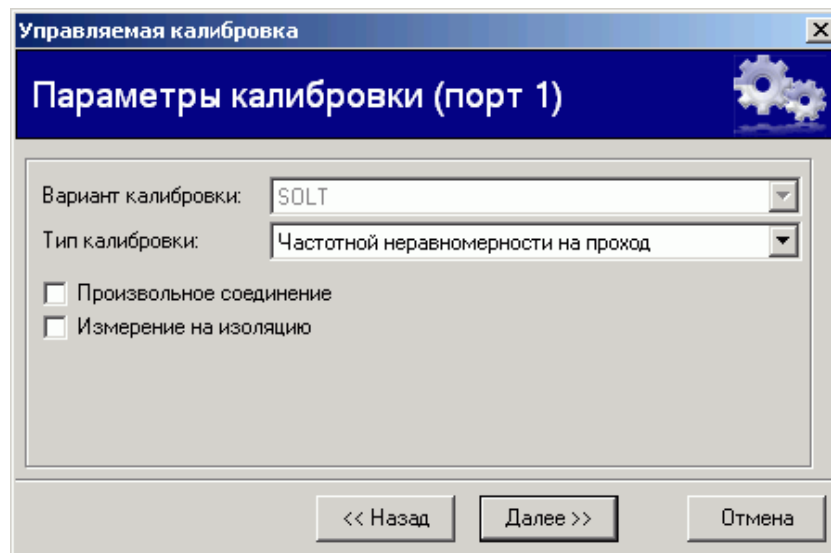 Управляемая калибровка
Параметры калибровки (порт 1)
Вариант калибровки: SOLT
Тип калибровки: Частотной неравномерности на проход
Произвольное соединение
Измерение на изоляцию
<< Назад Далее >> Отмена